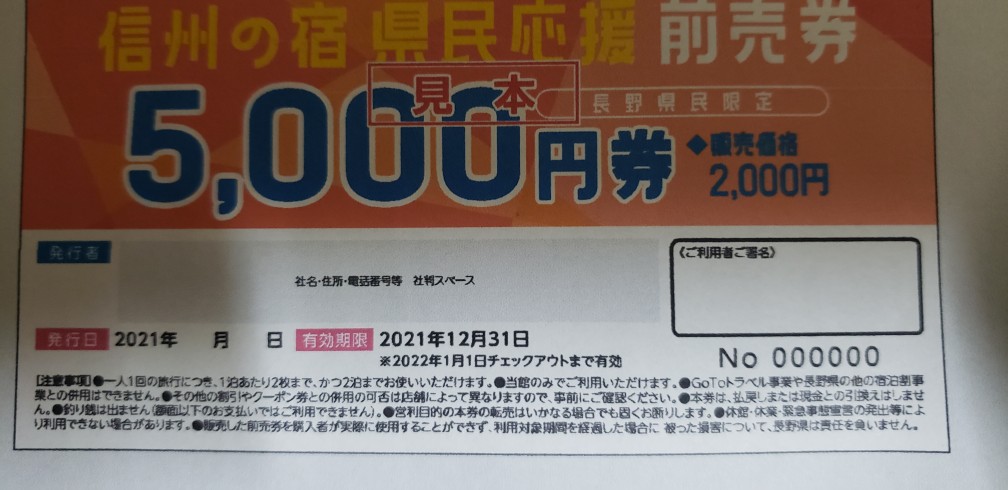 信州の宿 県民応援 前売券
見本
長野県民限定
5,000円券
◆販売価格
2,000円
発行者
社名・住所・電話番号等 社判スペース
《ご利用者ご署名》
発行日 2021年 月 日 有効期限 2021年12月31日
※2022年1月1日チェックアウトまで有効
No 000000
【注意事項】●一人1回の旅行につき、1泊あたり2枚まで、かつ2泊までお使いいただけます。●当館のみでご利用いただけます。●GoToトラベル事業や長野県の他の宿泊割事
業との併用はできません。●その他の割引やクーポン券との併用の可否は店舗によって異なりますので、事前にご確認ください。●本券は、払戻しまたは現金との引換えはしませ
ん。●釣り銭は出ません(額面以下のお支払いではご利用できません)。●営利目的の本券の転売はいかなる場合でも固くお断りします。●休館・休業・緊急事態宣言の発出等によ
り利用できない場合があります。●販売した前売券を購入者が実際に使用することができず、利用対象期間を経過した場合に 被った損害について、長野県は責任を負いません。